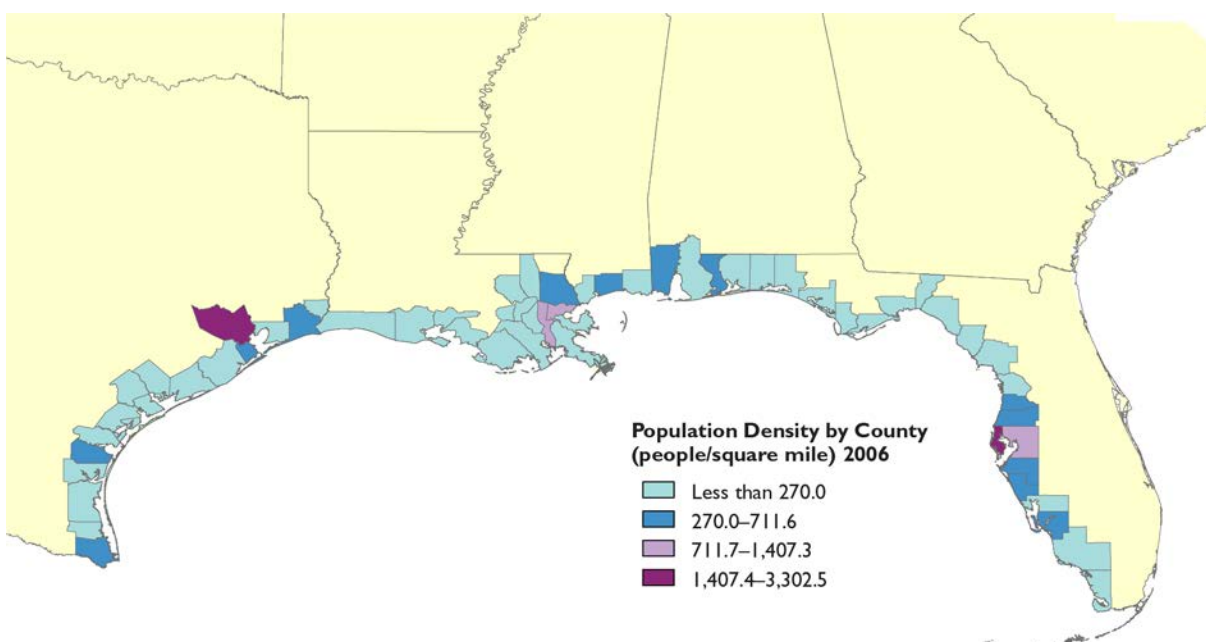 Population Density by County
(people/square mile) 2006
Less than 270.0
270.0–711.6
711.7–1,407.3
1,407.4–3,302.5